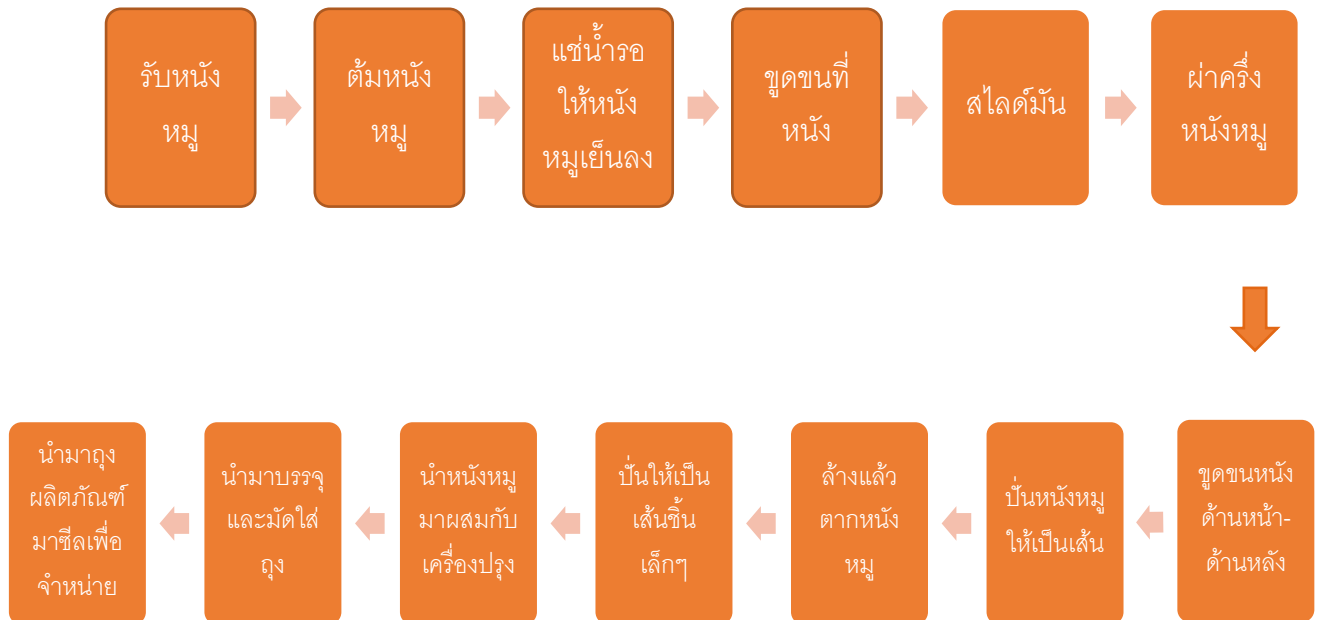 รับหนัง
หมู
ต้มหนัง
หมู
แช่น้ำรอ
ให้หนัง
หมูเย็นลง
ขูดขนที่
หนัง
สไลด์มัน
ผ่าครึ่ง
หนังหมู
ขูดขนหนัง
ด้านหน้า-
ด้านหลัง
ปั่นหนังหมู
ให้เป็นเส้น
ล้างแล้ว
ตากหนัง
หมู
ปั่นให้เป็น
เส้นชิ้น
เล็กๆ
นำหนังหมู
มาผสมกับ
เครื่องปรุง
นำมาบรรจุ
และมัดใส่
ถุง
นำมาถุง
ผลิตภัณฑ์
มาซีลเพื่อ
จำหน่าย